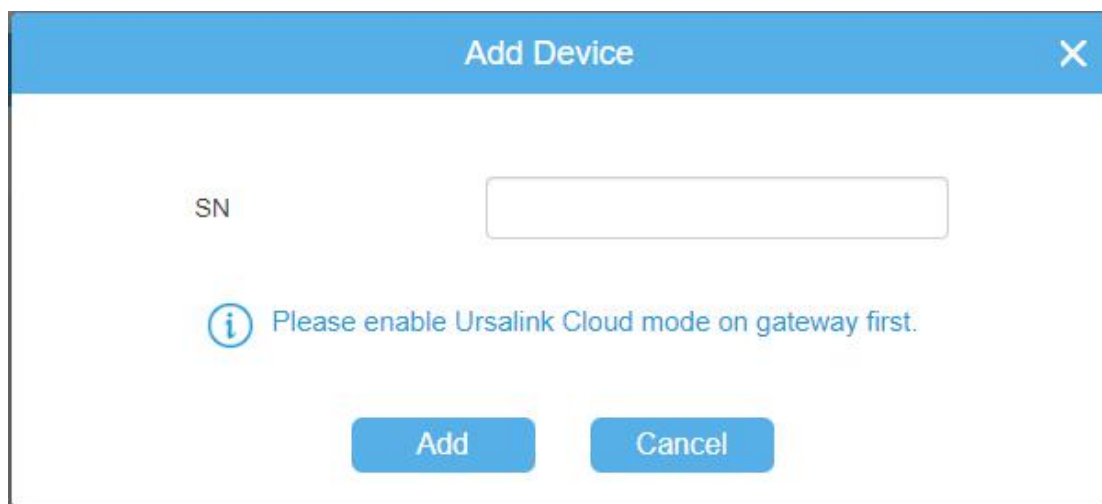 Add Device
SN
Please enable Ursalink Cloud mode on gateway first.
Add
Cancel